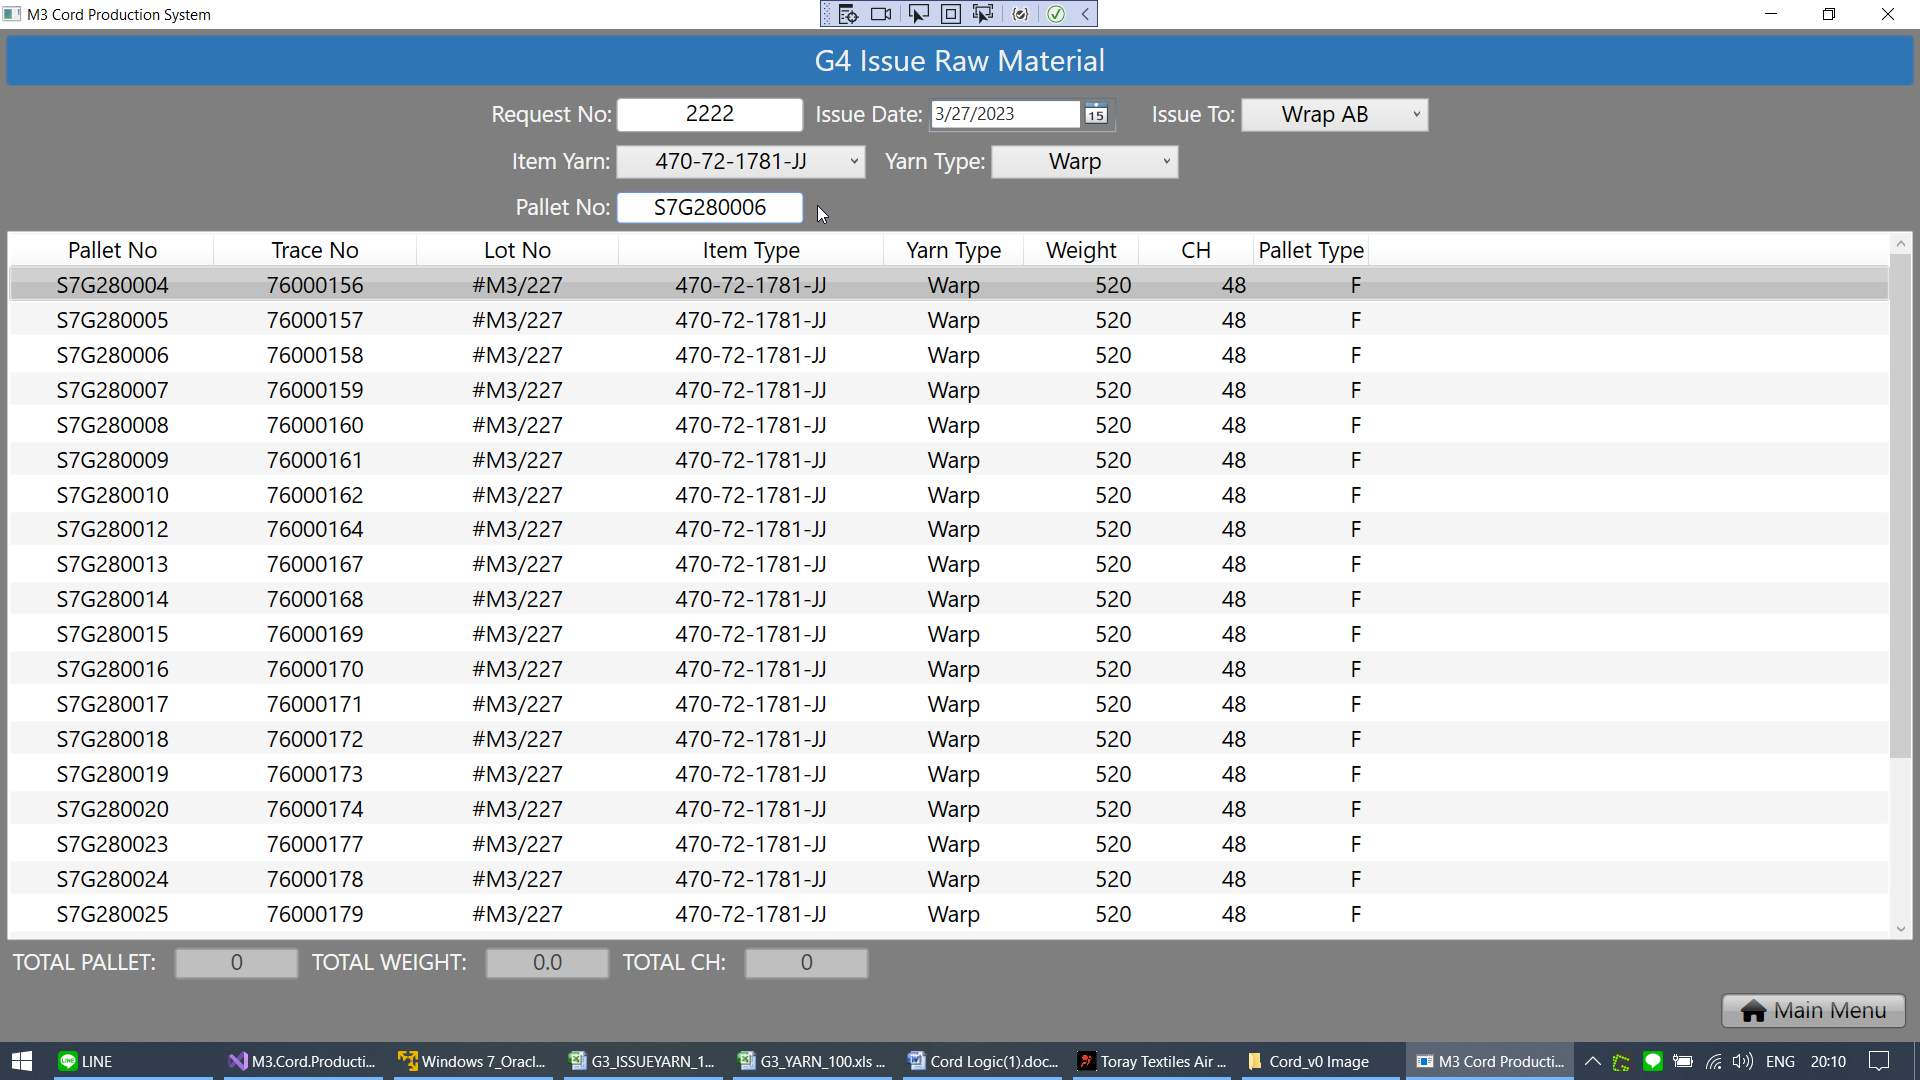 M3 Cord Production System
G4 Issue Raw Material
Request No: 2222 Issue Date: 3/27/2023 15 Issue To: Wrap AB
Item Yarn: 470-72-1781-JJ Yarn Type: Warp
Pallet No: S7G280006
Pallet No Trace No Lot No Item Type Yarn Type Weight CH Pallet Type
S7G280004 76000156 #M3/227 470-72-1781-JJ Warp 520 48 F
S7G280005 76000157 #M3/227 470-72-1781-JJ Warp 520 48 F
S7G280006 76000158 #M3/227 470-72-1781-JJ Warp 520 48 F
S7G280007 76000159 #M3/227 470-72-1781-JJ Warp 520 48 F
S7G280008 76000160 #M3/227 470-72-1781-JJ Warp 520 48 F
S7G280009 76000161 #M3/227 470-72-1781-JJ Warp 520 48 F
S7G280010 76000162 #M3/227 470-72-1781-JJ Warp 520 48 F
S7G280012 76000164 #M3/227 470-72-1781-JJ Warp 520 48 F
S7G280013 76000167 #M3/227 470-72-1781-JJ Warp 520 48 F
S7G280014 76000168 #M3/227 470-72-1781-JJ Warp 520 48 F
S7G280015 76000169 #M3/227 470-72-1781-JJ Warp 520 48 F
S7G280016 76000170 #M3/227 470-72-1781-JJ Warp 520 48 F
S7G280017 76000171 #M3/227 470-72-1781-JJ Warp 520 48 F
S7G280018 76000172 #M3/227 470-72-1781-JJ Warp 520 48 F
S7G280019 76000173 #M3/227 470-72-1781-JJ Warp 520 48 F
S7G280020 76000174 #M3/227 470-72-1781-JJ Warp 520 48 F
S7G280023 76000177 #M3/227 470-72-1781-JJ Warp 520 48 F
S7G280024 76000178 #M3/227 470-72-1781-JJ Warp 520 48 F
S7G280025 76000179 #M3/227 470-72-1781-JJ Warp 520 48 F
TOTAL PALLET: 0 TOTAL WEIGHT: 0.0 TOTAL CH: 0
Main Menu
LINE M3.Cord.Producti... Windows 7_Oracl... G3_ISSUEYARN_1... G3_YARN_100.xls ... Cord Logic(1).doc... Toray Textiles Air ... Cord_v0 Image M3 Cord Producti... ENG 20:10